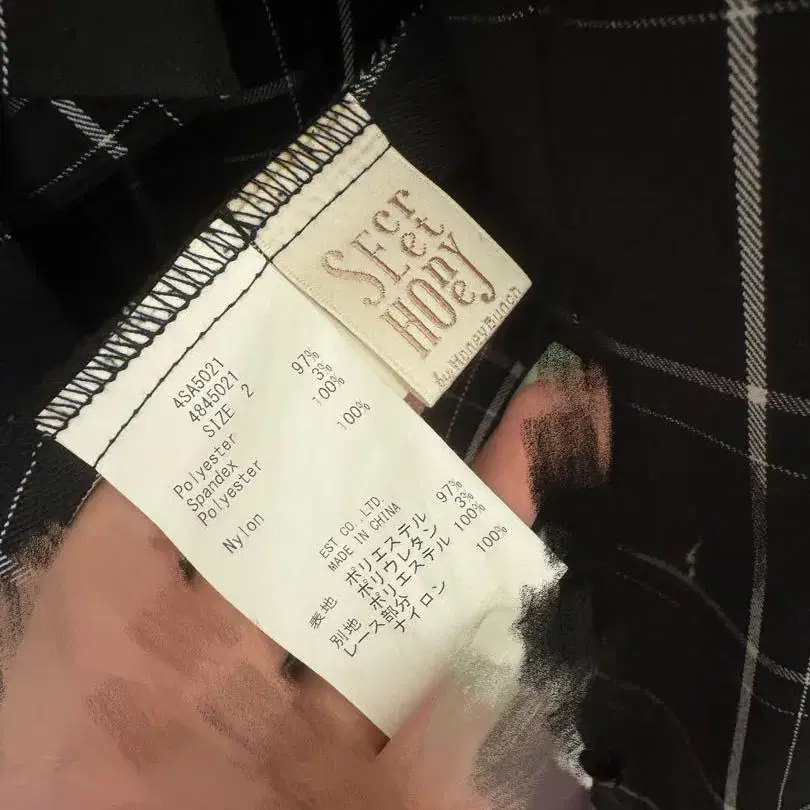 SEcret
HOney
by HoneyBunch
4SA5021
4845021
SIZE 2
Polyester 97%
Spandex 3%
Polyester 100%
Nylon 100%
EST CO.,LTD.
MADE IN CHINA
表地 ポリエステル 97%
ポリウレタン 3%
別地 ポリエステル 100%
レース部分
ナイロン 100%